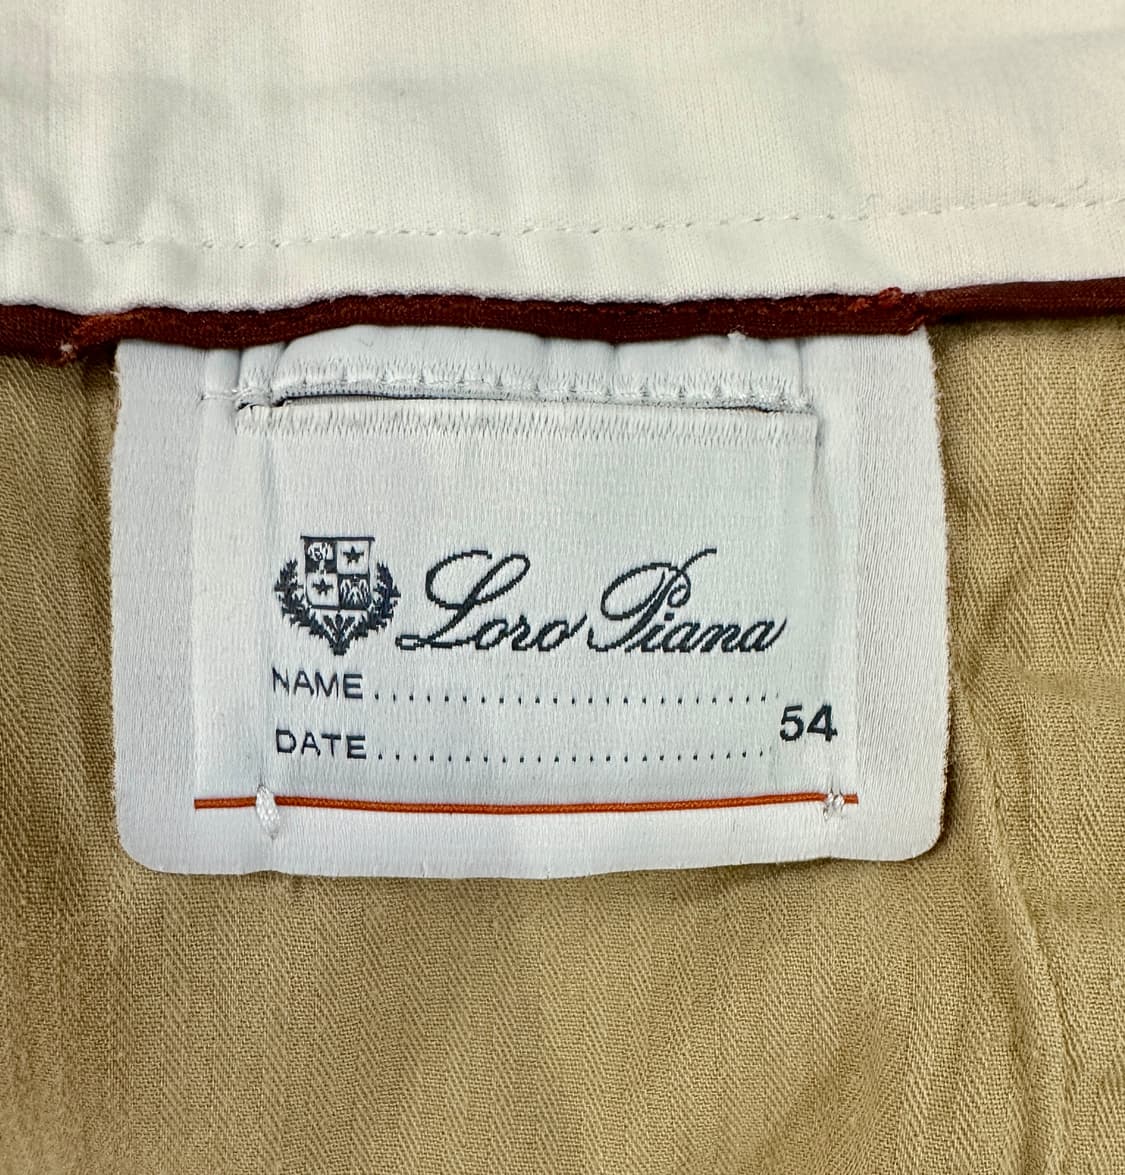 Loro Piana
NAME......................
DATE...................... 54